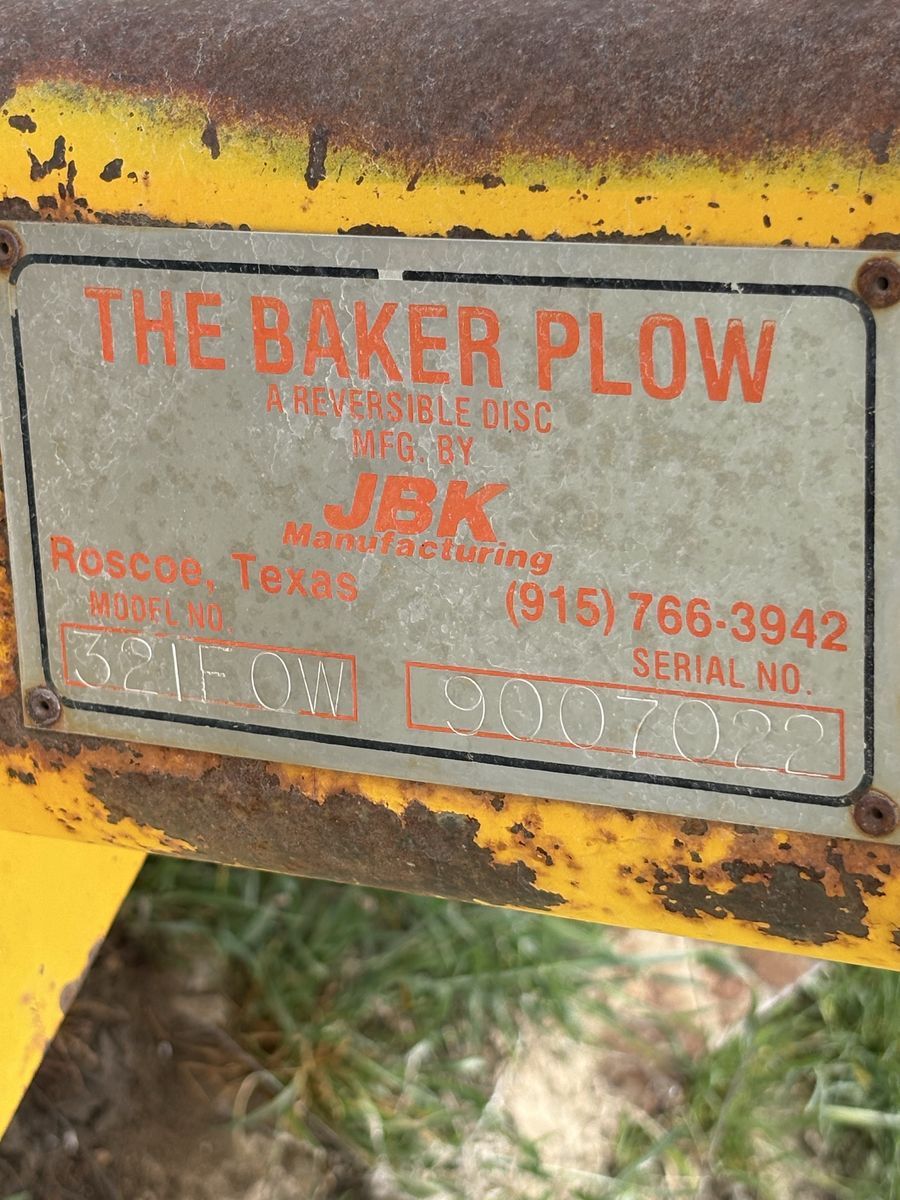 THE BAKER PLOW
A REVERSIBLE DISC
MFG. BY
JBK
Manufacturing
Roscoe, Texas
(915) 766-3942
MODEL NO.
SERIAL NO.
321FOW
9007022